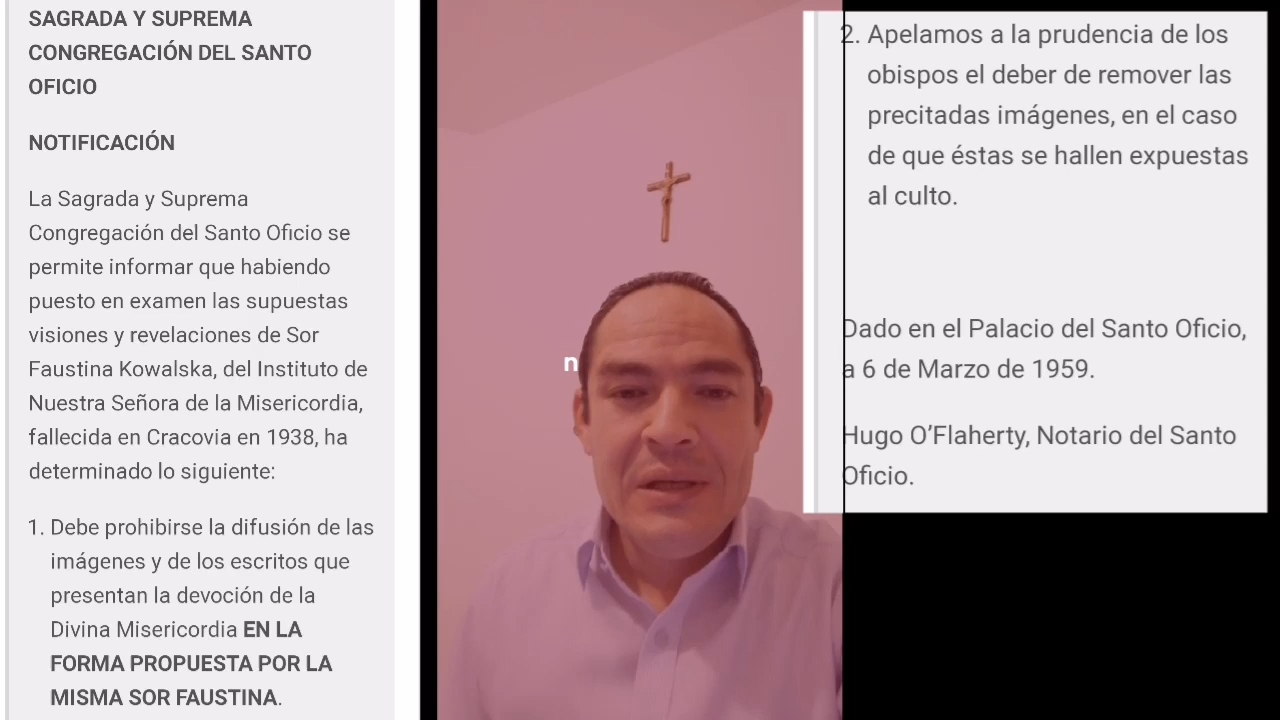 SAGRADA Y SUPREMA
CONGREGACIÓN DEL SANTO
OFICIO
NOTIFICACIÓN
La Sagrada y Suprema
Congregación del Santo Oficio se
permite informar que habiendo
puesto en examen las supuestas
visiones y revelaciones de Sor
Faustina Kowalska, del Instituto de
Nuestra Señora de la Misericordia,
fallecida en Cracovia en 1938, ha
determinado lo siguiente:
1. Debe prohibirse la difusión de las
imágenes y de los escritos que
presentan la devoción de la
Divina Misericordia EN LA
FORMA PROPUESTA POR LA
MISMA SOR FAUSTINA.
n
2. Apelamos a la prudencia de los
obispos el deber de remover las
precitadas imágenes, en el caso
de que éstas se hallen expuestas
al culto.
Dado en el Palacio del Santo Oficio,
a 6 de Marzo de 1959.
Hugo O’Flaherty, Notario del Santo
Oficio.